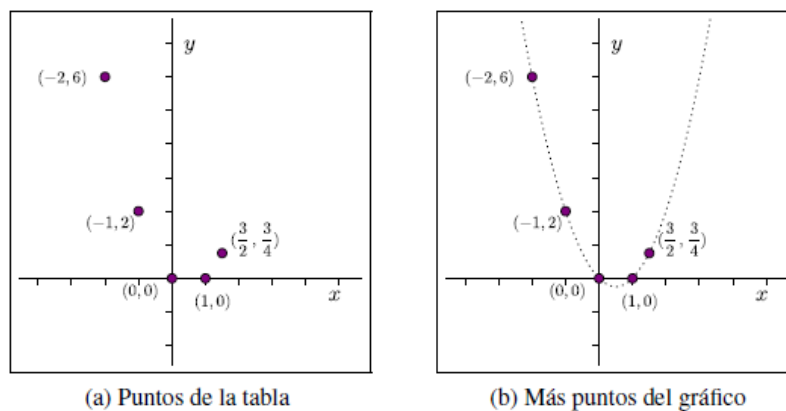 y
(−2, 6)
(−1, 2)
(3/2, 3/4)
(0, 0)
(1, 0)
x
(a) Puntos de la tabla
y
(−2, 6)
(−1, 2)
(3/2, 3/4)
(0, 0)
(1, 0)
x
(b) Más puntos del gráfico